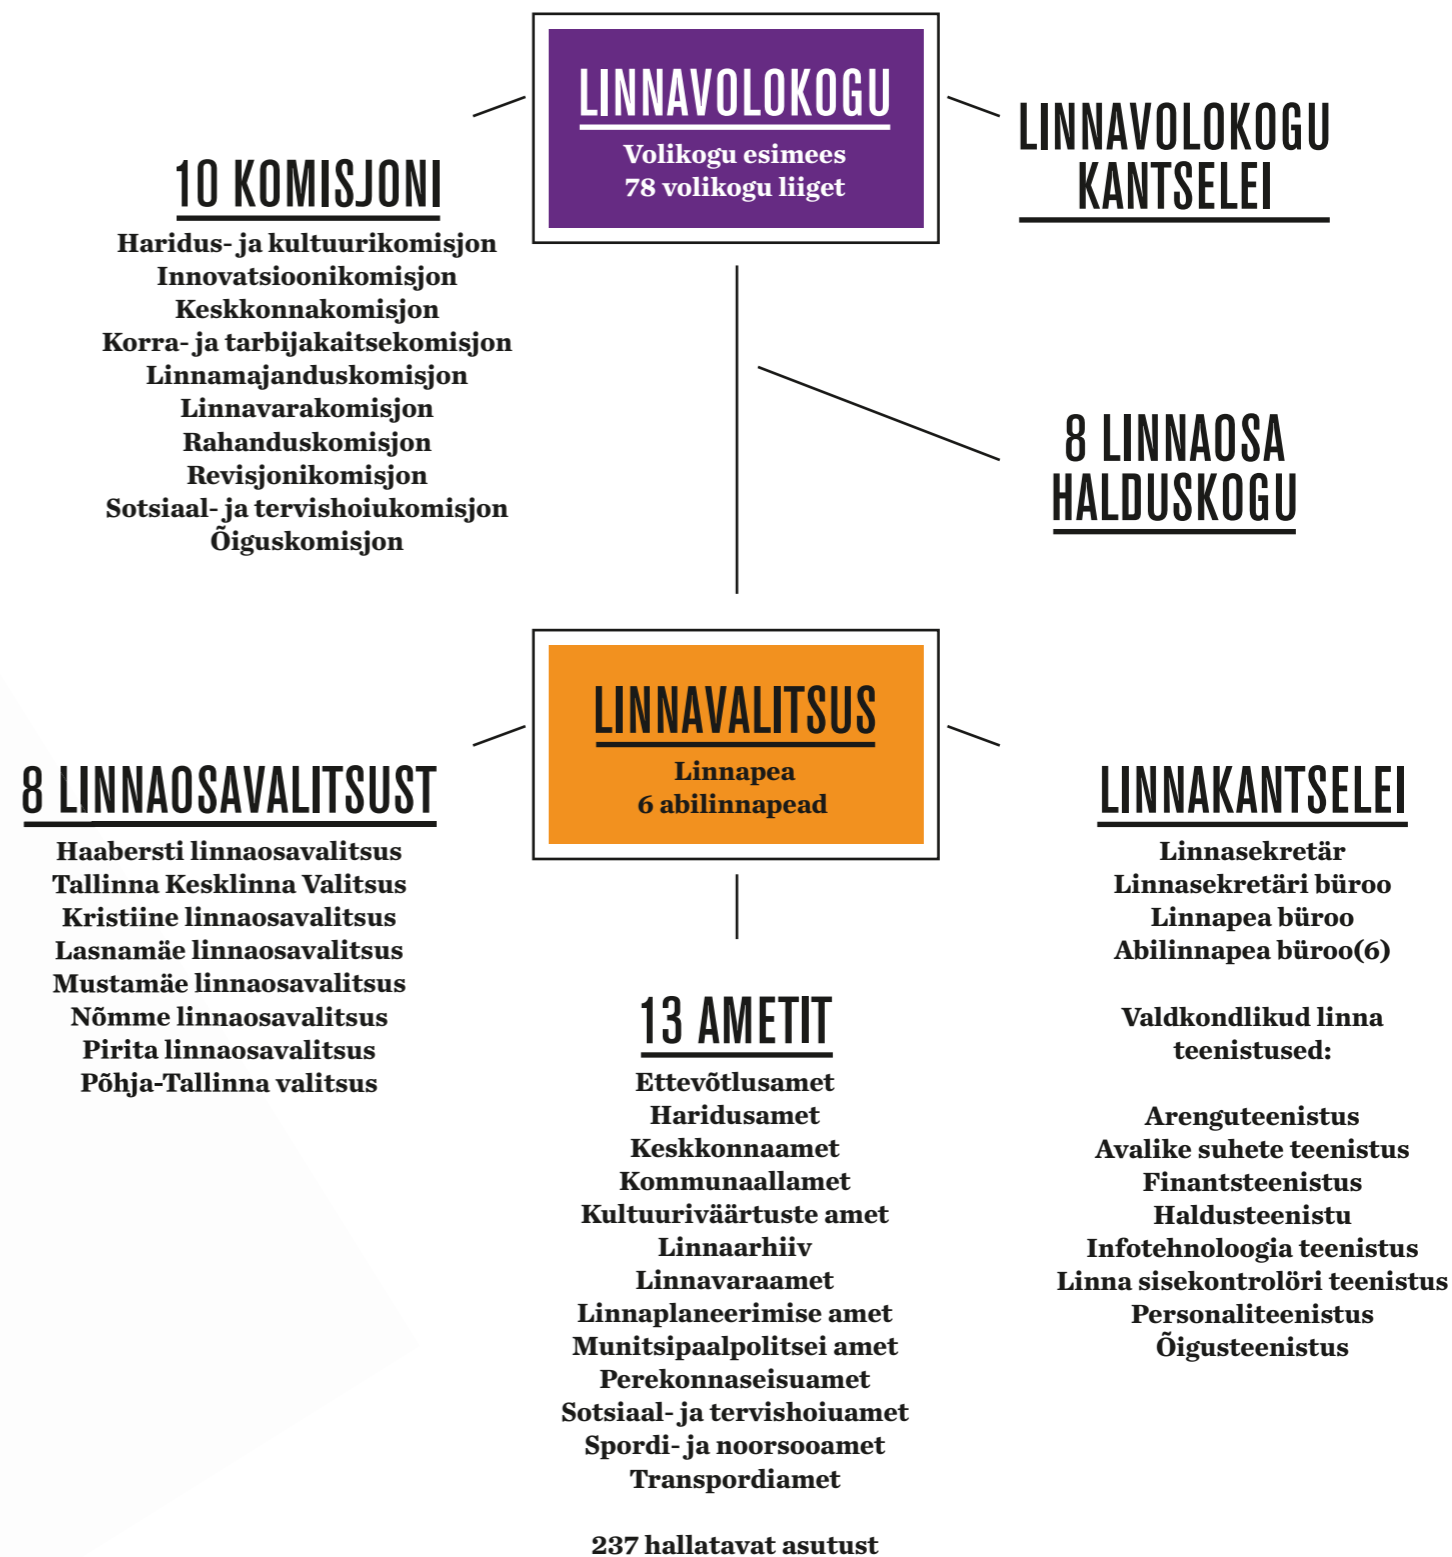 LINNAVOLOKOGU
Volikogu esimees
78 volikogu liiget
LINNAVOLOKOGU
KANTSELEI
10 KOMISJONI
Haridus- ja kultuurikomisjon
Innovatsioonikomisjon
Keskkonnakomisjon
Korra- ja tarbijakaitsekomisjon
Linnamajanduskomisjon
Linnavarakomisjon
Rahanduskomisjon
Revisjonikomisjon
Sotsiaal- ja tervishoiukomisjon
Õiguskomisjon
8 LINNAOSA
HALDUSKOGU
LINNAVALITSUS
Linnapea
6 abilinnapead
8 LINNAOSAVALITSUST
Haabersti linnaosavalitsus
Tallinna Kesklinna Valitsus
Kristiine linnaosavalitsus
Lasnamäe linnaosavalitsus
Mustamäe linnaosavalitsus
Nõmme linnaosavalitsus
Pirita linnaosavalitsus
Põhja-Tallinna valitsus
13 AMETIT
Ettevõtlusamet
Haridusamet
Keskkonnaamet
Kommunaallamet
Kultuuriväärtuste amet
Linnaarhiiv
Linnavaraamet
Linnaplaneerimise amet
Munitsipaalpolitsei amet
Perekonnaseisuamet
Sotsiaal- ja tervishoiuamet
Spordi- ja noorsooamet
Transpordiamet
237 hallatavat asutust
LINNAKANTSELEI
Linnasekretär
Linnasekretäri büroo
Linnapea büroo
Abilinnapea büroo(6)
Valdkondlikud linna
teenistused:
Arenguteenistus
Avalike suhete teenistus
Finantsteenistus
Haldusteenistu
Infotehnoloogia teenistus
Linna sisekontrolöri teenistus
Personaliteenistus
Õigusteenistus